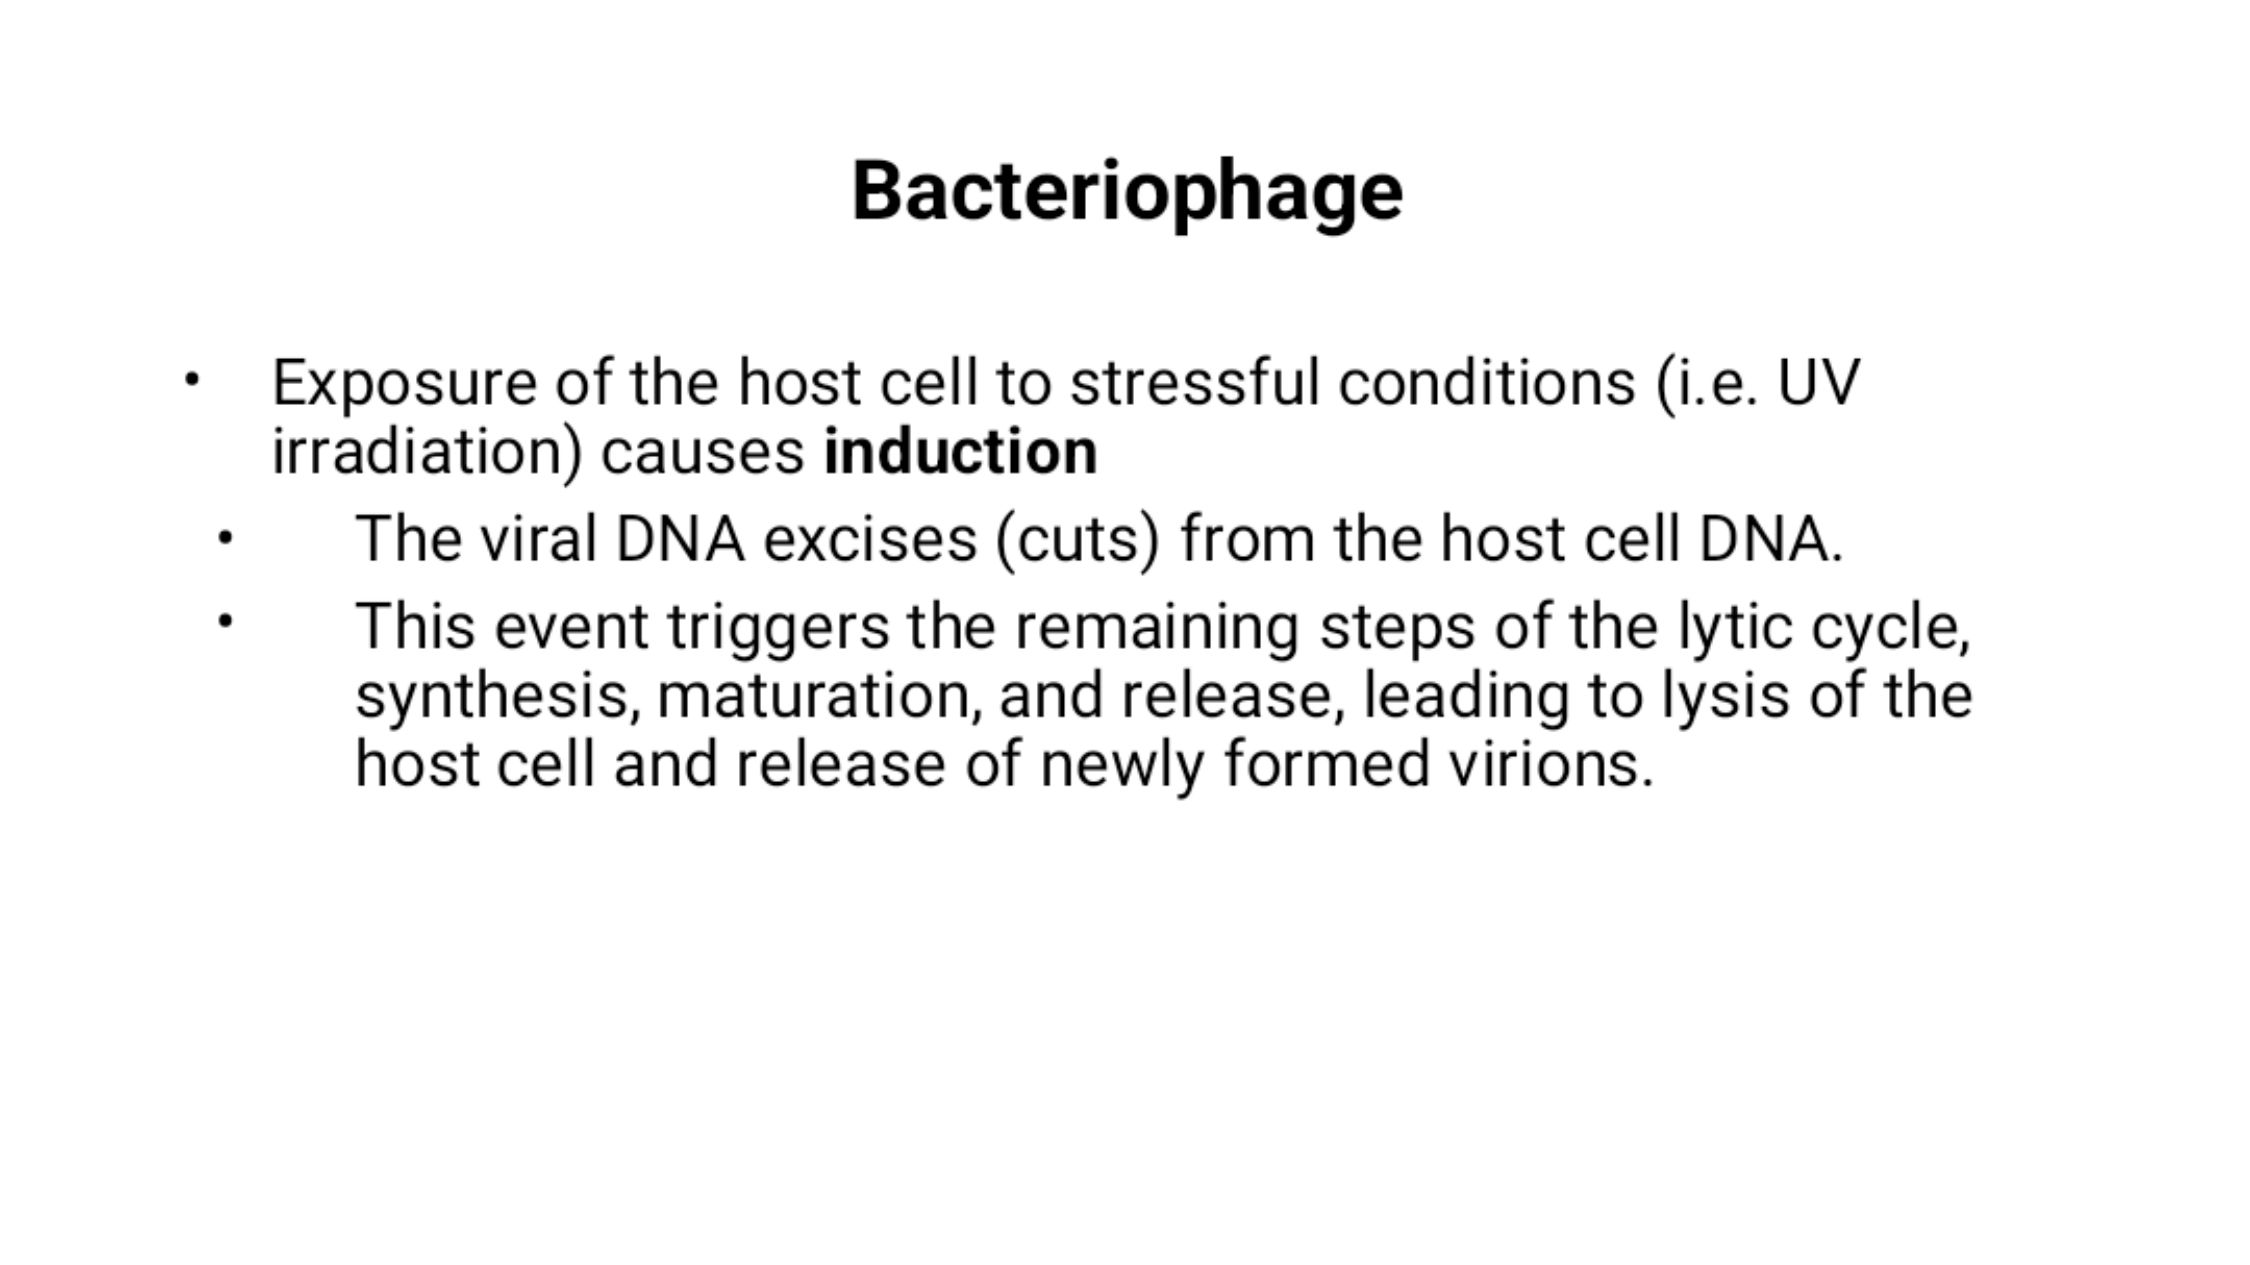 Bacteriophage
• Exposure of the host cell to stressful conditions (i.e. UV
irradiation) causes induction
• The viral DNA excises (cuts) from the host cell DNA.
• This event triggers the remaining steps of the lytic cycle,
synthesis, maturation, and release, leading to lysis of the
host cell and release of newly formed virions.